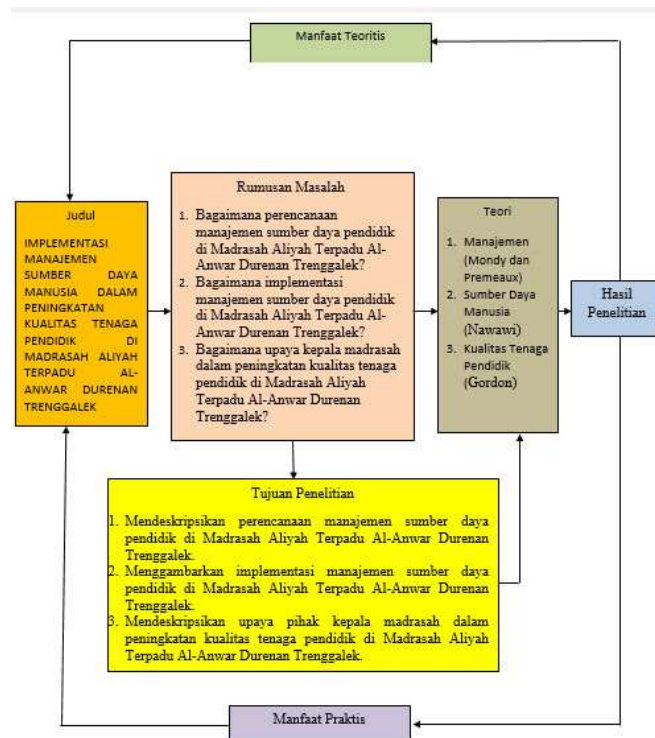 Manfaat Teoritis
Judul
IMPLEMENTASI
MANAJEMEN
SUMBER DAYA
MANUSIA DALAM
PENINGKATAN
KUALITAS TENAGA
PENDIDIK DI
MADRASAH ALIYAH
TERPADU AL-
ANWAR DURENAN
TRENGGALEK
Rumusan Masalah
1. Bagaimana perencanaan
manajemen sumber daya pendidik
di Madrasah Aliyah Terpadu Al-
Anwar Durenan Trenggalek?
2. Bagaimana implementasi
manajemen sumber daya pendidik
di Madrasah Aliyah Terpadu Al-
Anwar Durenan Trenggalek?
3. Bagaimana upaya kepala madrasah
dalam peningkatan kualitas tenaga
pendidik di Madrasah Aliyah
Terpadu Al-Anwar Durenan
Trenggalek?
Teori
1. Manajemen
(Mondy dan
Premeaux)
2. Sumber Daya
Manusia
(Nawawi)
3. Kualitas Tenaga
Pendidik
(Gordon)
Hasil
Penelitian
Tujuan Penelitian
1. Mendeskripsikan perencanaan manajemen sumber daya
pendidik di Madrasah Aliyah Terpadu Al-Anwar Durenan
Trenggalek.
2. Menggambarkan implementasi manajemen sumber daya
pendidik di Madrasah Aliyah Terpadu Al-Anwar Durenan
Trenggalek.
3. Mendeskripsikan upaya pihak kepala madrasah dalam
peningkatan kualitas tenaga pendidik di Madrasah Aliyah
Terpadu Al-Anwar Durenan Trenggalek.
Manfaat Praktis